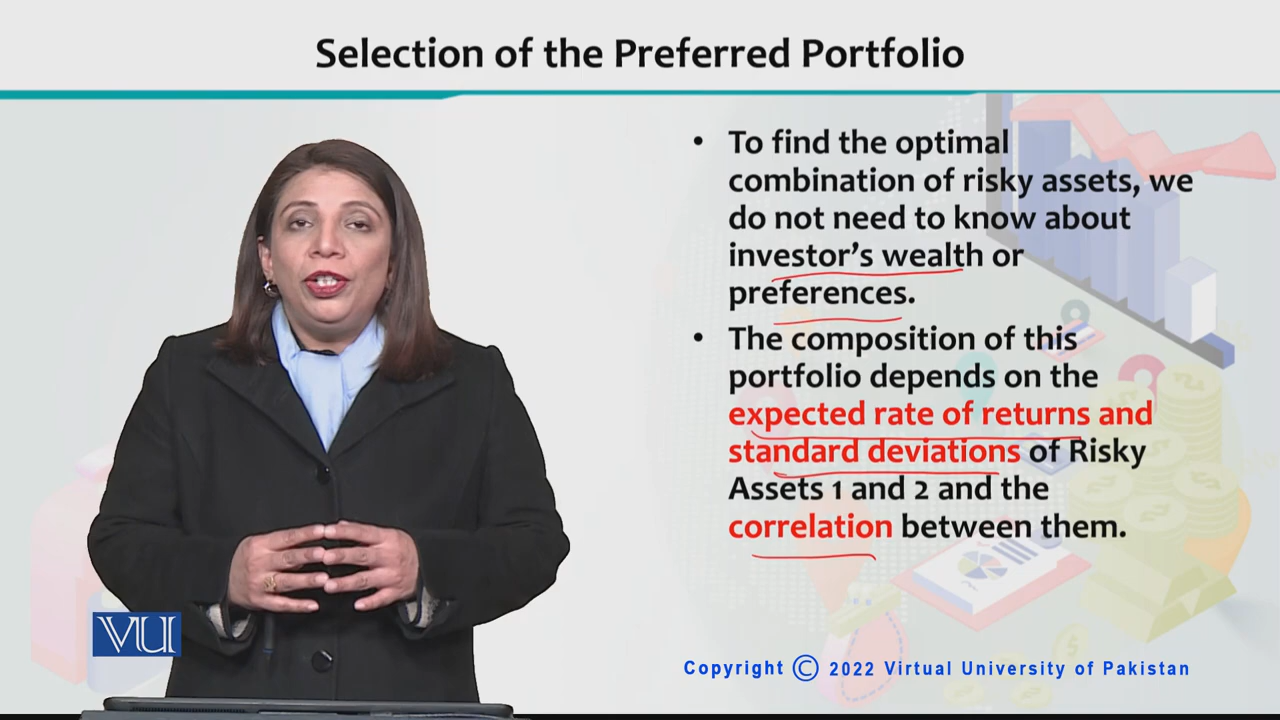 Selection of the Preferred Portfolio
• To find the optimal
combination of risky assets, we
do not need to know about
investor’s wealth or
preferences.
• The composition of this
portfolio depends on the
expected rate of returns and
standard deviations of Risky
Assets 1 and 2 and the
correlation between them.
VU
Copyright © 2022 Virtual University of Pakistan